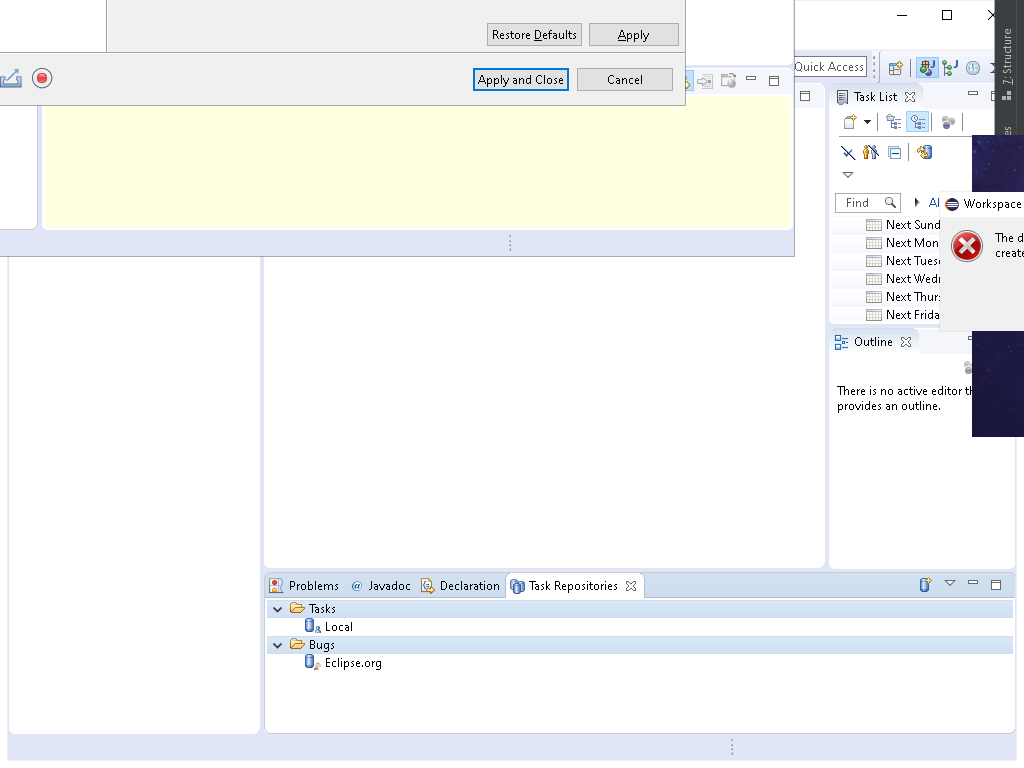 Restore Defaults
Apply
Apply and Close
Cancel
Quick Access
Z: Structure
Task List
Find
Al
Workspace
The d
create
Next Sund
Next Mon
Next Tues
Next Wedn
Next Thur
Next Frida
Outline
There is no active editor th
provides an outline.
Problems
@ Javadoc
Declaration
Task Repositories
Tasks
Local
Bugs
Eclipse.org